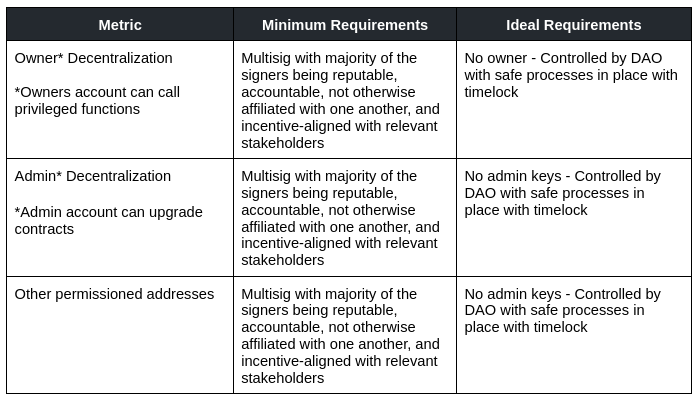 Metric
Minimum Requirements
Ideal Requirements
Owner* Decentralization
*Owners account can call
privileged functions
Multisig with majority of the
signers being reputable,
accountable, not otherwise
affiliated with one another, and
incentive-aligned with relevant
stakeholders
No owner - Controlled by DAO
with safe processes in place with
timelock
Admin* Decentralization
*Admin account can upgrade
contracts
Multisig with majority of the
signers being reputable,
accountable, not otherwise
affiliated with one another, and
incentive-aligned with relevant
stakeholders
No admin keys - Controlled by
DAO with safe processes in
place with timelock
Other permissioned addresses
Multisig with majority of the
signers being reputable,
accountable, not otherwise
affiliated with one another, and
incentive-aligned with relevant
stakeholders
No admin keys - Controlled by
DAO with safe processes in
place with timelock